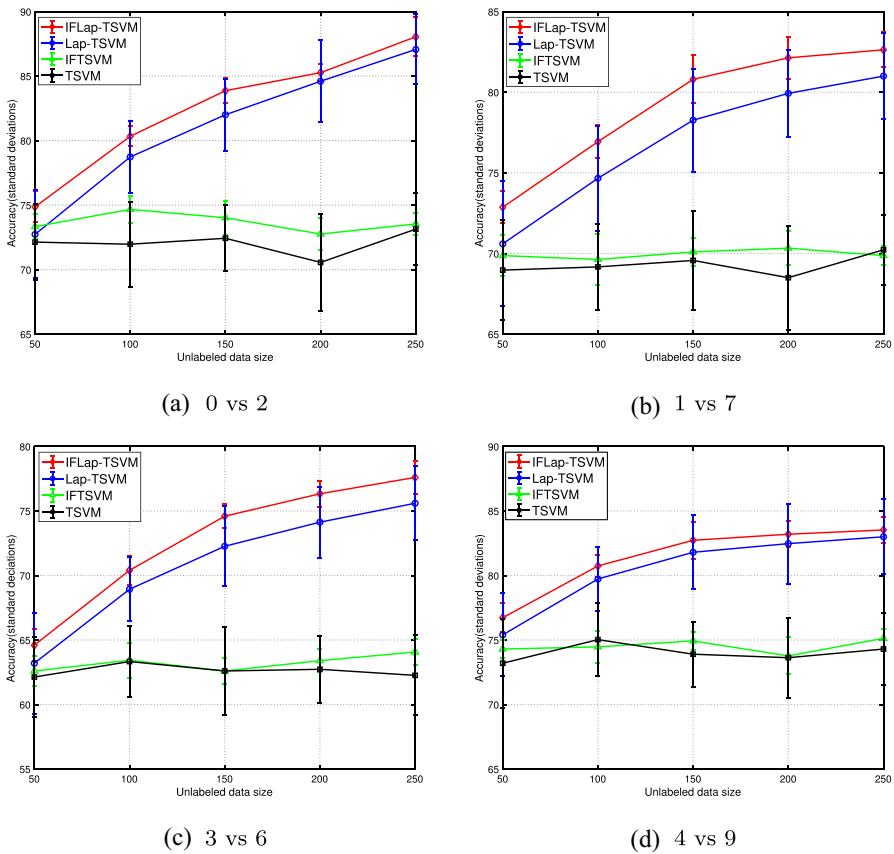 90
85
80
75
70
65
50
100
150
200
250
Accuracy(standard deviations)
Unlabeled data size
IFLap-TSVM
Lap-TSVM
IFTSVM
TSVM
(a) 0 vs 2
85
80
75
70
65
50
100
150
200
250
Accuracy(standard deviations)
Unlabeled data size
IFLap-TSVM
Lap-TSVM
IFTSVM
TSVM
(b) 1 vs 7
80
75
70
65
60
55
50
100
150
200
250
Accuracy(standard deciations)
Unlabeled data size
IFLap-TSVM
Lap-TSVM
IFTSVM
TSVM
(c) 3 vs 6
90
85
80
75
70
65
50
100
150
200
250
Accuracy(standard deviations)
Unlabeled data size
IFLap-TSVM
Lap-TSVM
IFTSVM
TSVM
(d) 4 vs 9